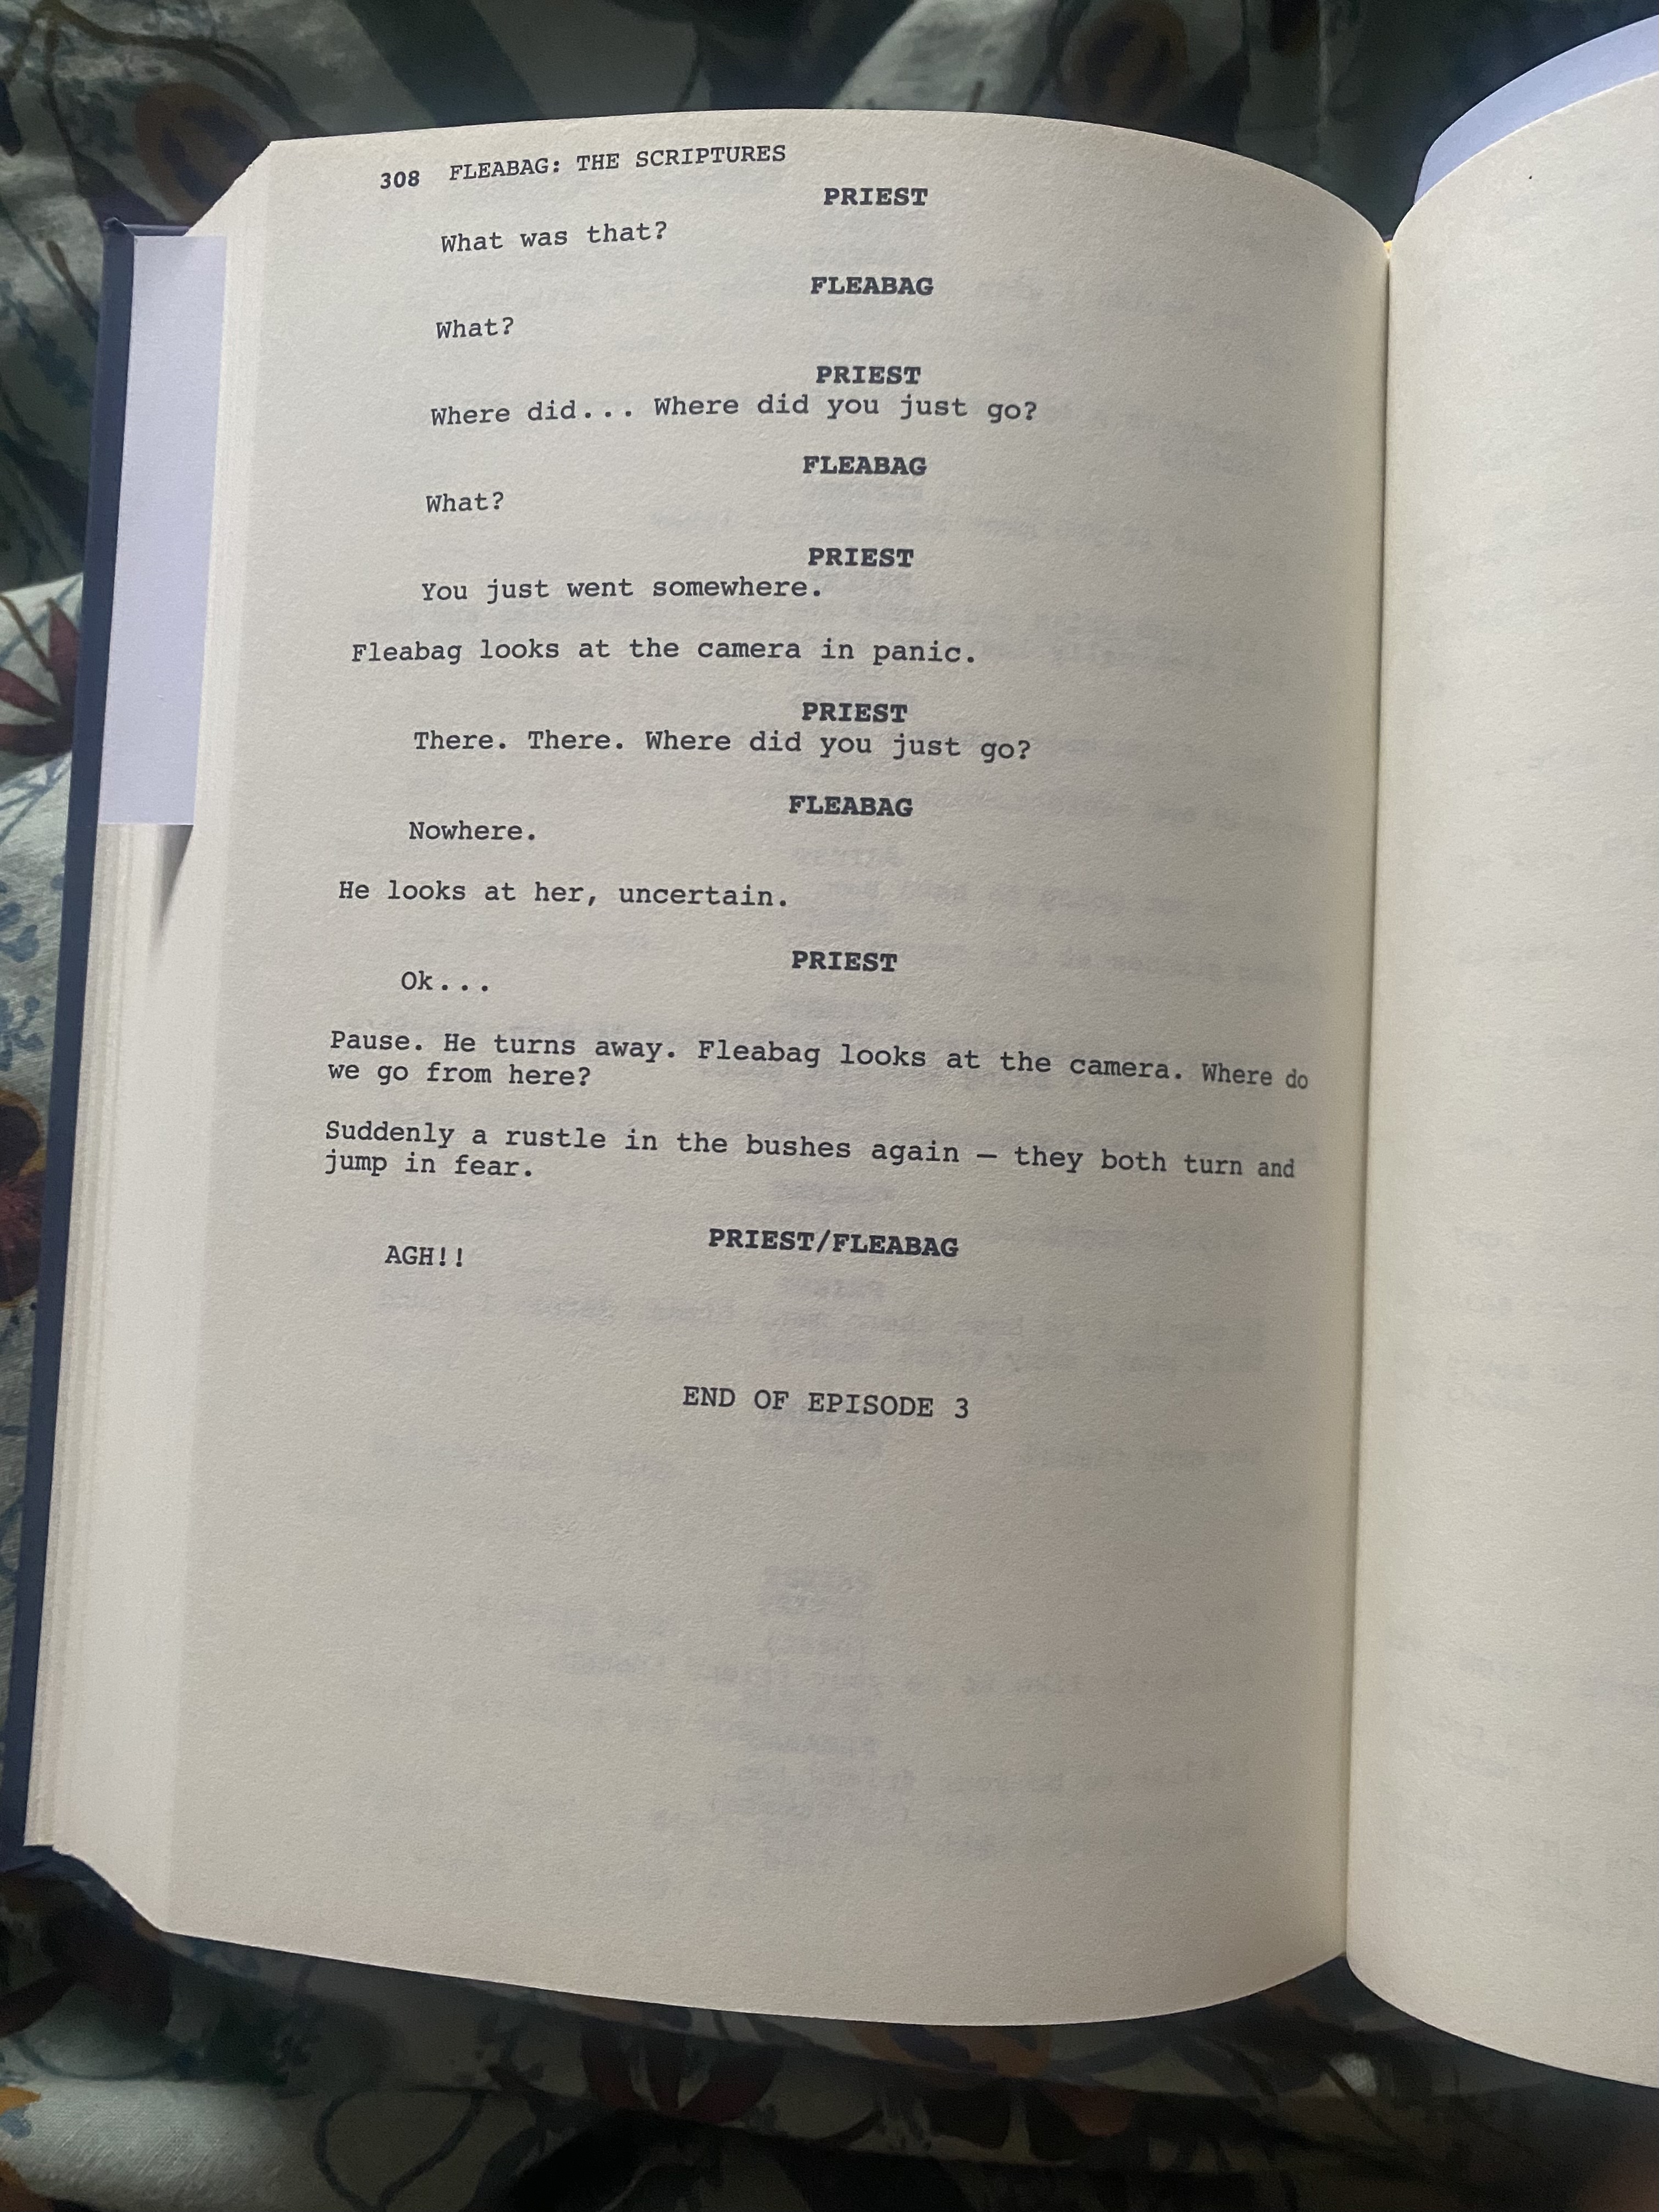 308 FLEABAG: THE SCRIPTURES
PRIEST
What was that?
FLEABAG
What?
PRIEST
Where did... Where did you just go?
FLEABAG
What?
PRIEST
You just went somewhere.
Fleabag looks at the camera in panic.
PRIEST
There. There. Where did you just go?
FLEABAG
Nowhere.
He looks at her, uncertain.
PRIEST
Ok...
Pause. He turns away. Fleabag looks at the camera. Where do
we go from here?
Suddenly a rustle in the bushes again — they both turn and
jump in fear.
PRIEST/FLEABAG
AGH!!
END OF EPISODE 3